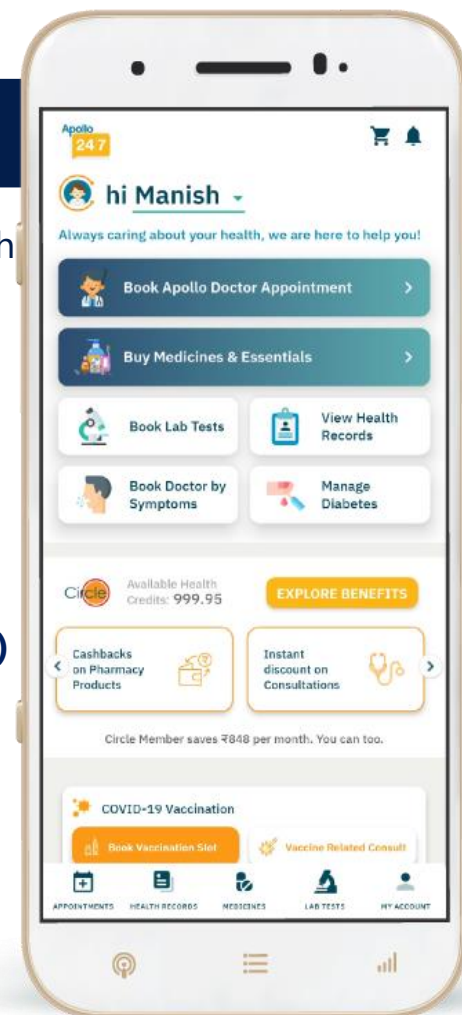 Apollo
24|7
hi Manish
Always caring about your health, we are here to help you!
Book Apollo Doctor Appointment
Buy Medicines & Essentials
Book Lab Tests
View Health
Records
Book Doctor by
Symptoms
Manage
Diabetes
Circle
Available Health
Credits: 999.95
EXPLORE BENEFITS
Cashbacks
on Pharmacy
Products
Instant
discount on
Consultations
Circle Member saves ₹848 per month. You can too.
COVID-19 Vaccination
Book Vaccination Slot
Vaccine Related Consult
APPOINTMENTS
HEALTH RECORDS
MEDICINES
LAB TESTS
MY ACCOUNT
h
)